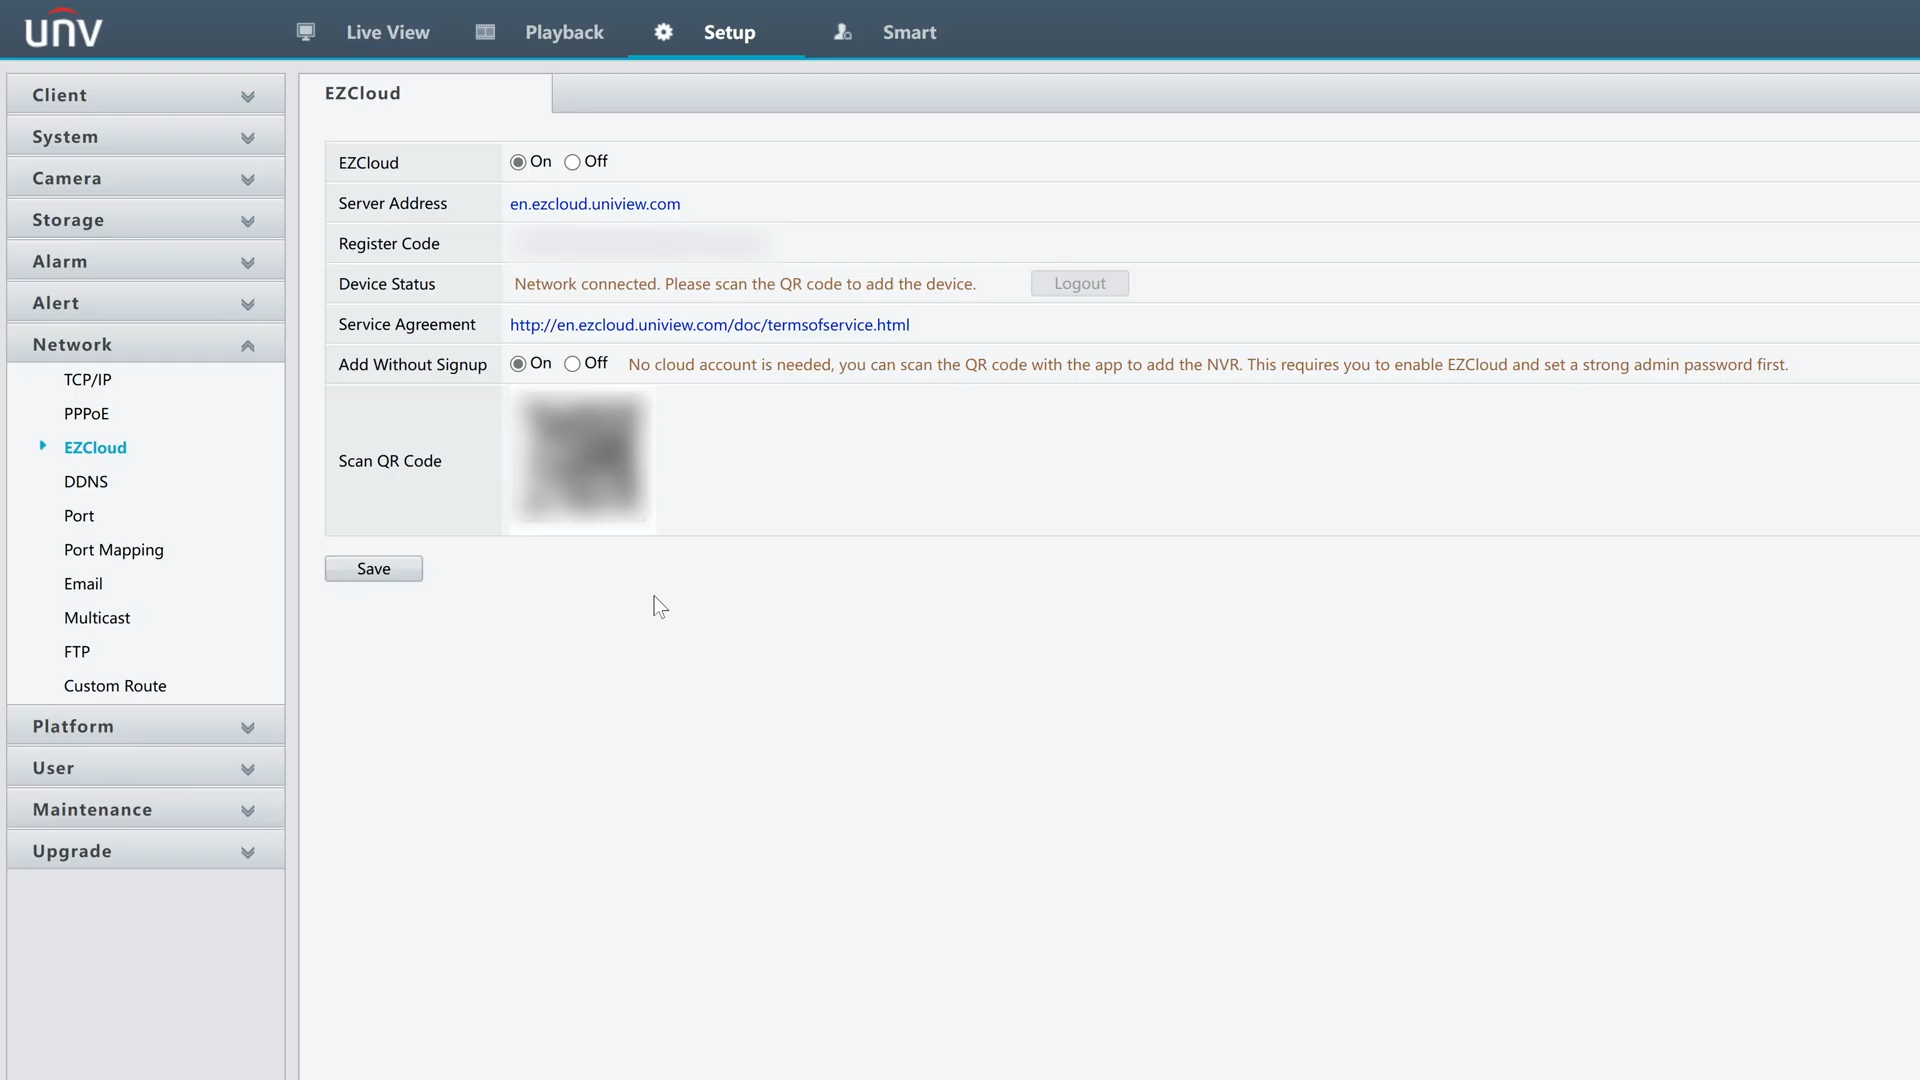 unv
Live View
Playback
Setup
Smart
Client
System
Camera
Storage
Alarm
Alert
Network
TCP/IP
PPPoE
EZCloud
DDNS
Port
Port Mapping
Email
Multicast
FTP
Custom Route
Platform
User
Maintenance
Upgrade
EZCloud
EZCloud On Off
Server Address en.ezcloud.uniview.com
Register Code
Device Status Network connected. Please scan the QR code to add the device. Logout
Service Agreement http://en.ezcloud.uniview.com/doc/termsofservice.html
Add Without Signup On Off No cloud account is needed, you can scan the QR code with the app to add the NVR. This requires you to enable EZCloud and set a strong admin password first.
Scan QR Code
Save